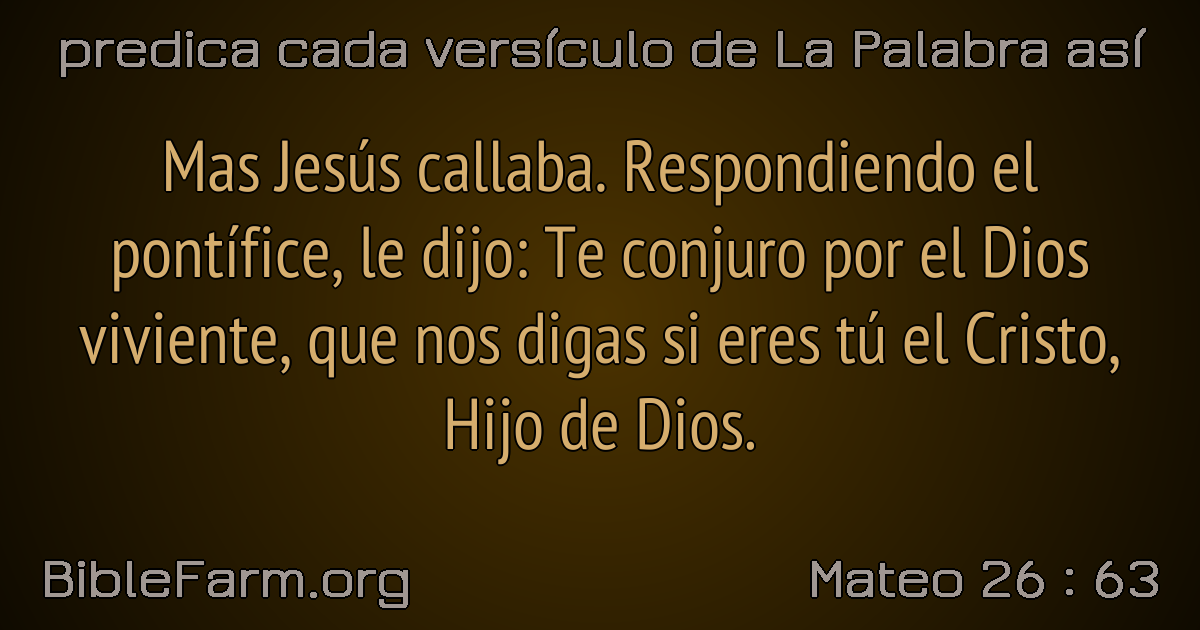 predica cada versículo de La Palabra así
Mas Jesús callaba. Respondiendo el
pontífice, le dijo: Te conjuro por el Dios
viviente, que nos digas si eres tú el Cristo,
Hijo de Dios.
BibleFarm.org
Mateo 26 : 63